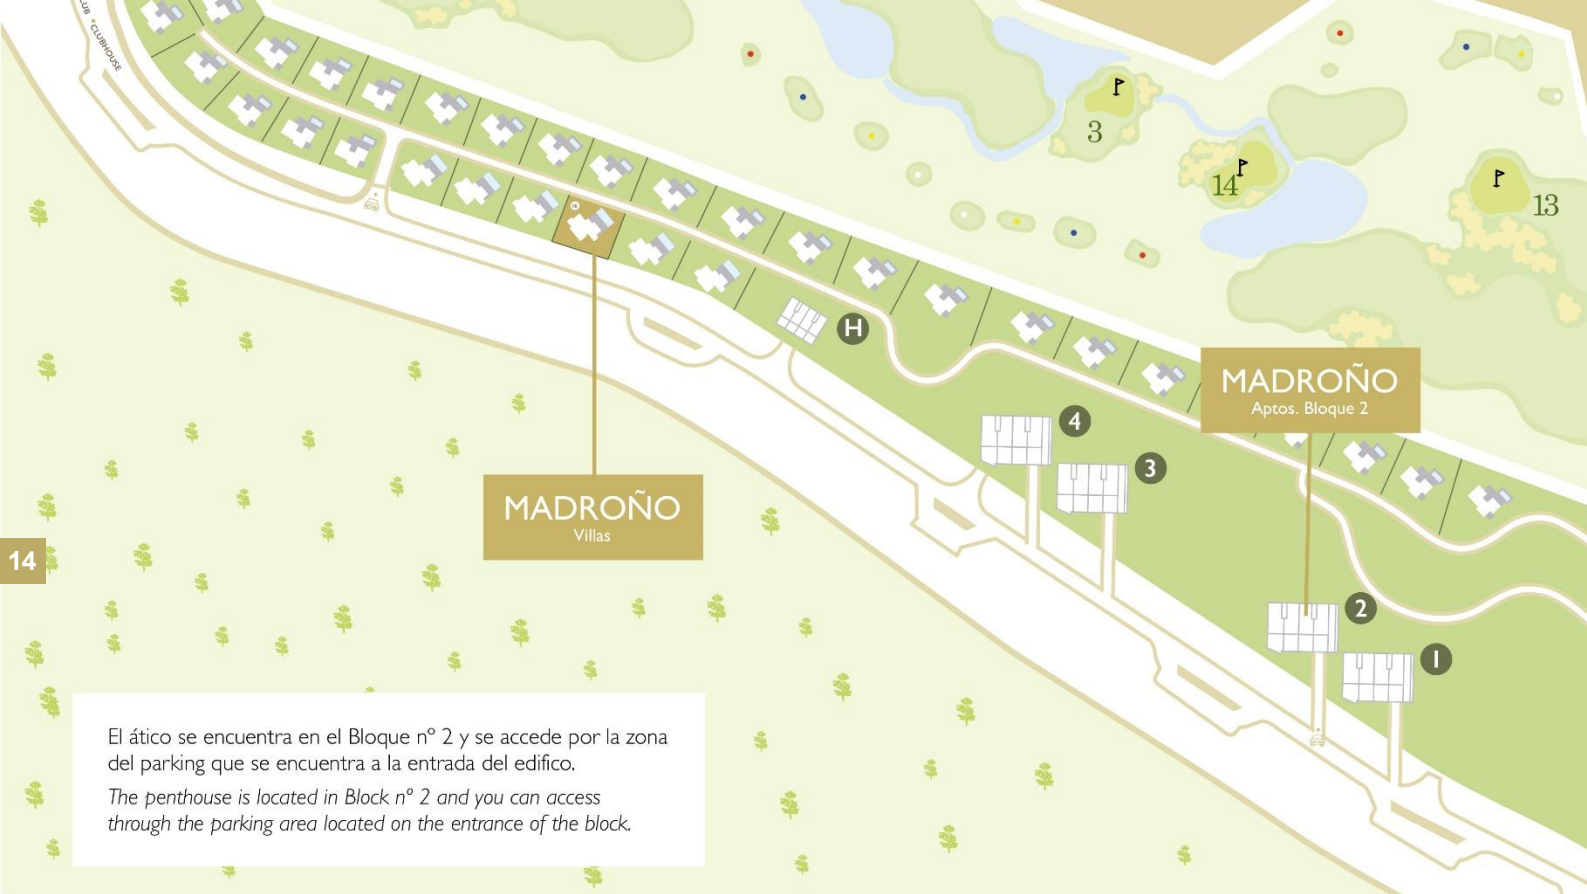 CLUB • CLUBHOUSE
3
14
13
H
MADROÑO
Aptos. Bloque 2
4
3
MADROÑO
Villas
14
2
1
El ático se encuentra en el Bloque nº 2 y se accede por la zona
del parking que se encuentra a la entrada del edifico.
The penthouse is located in Block nº 2 and you can access
through the parking area located on the entrance of the block.